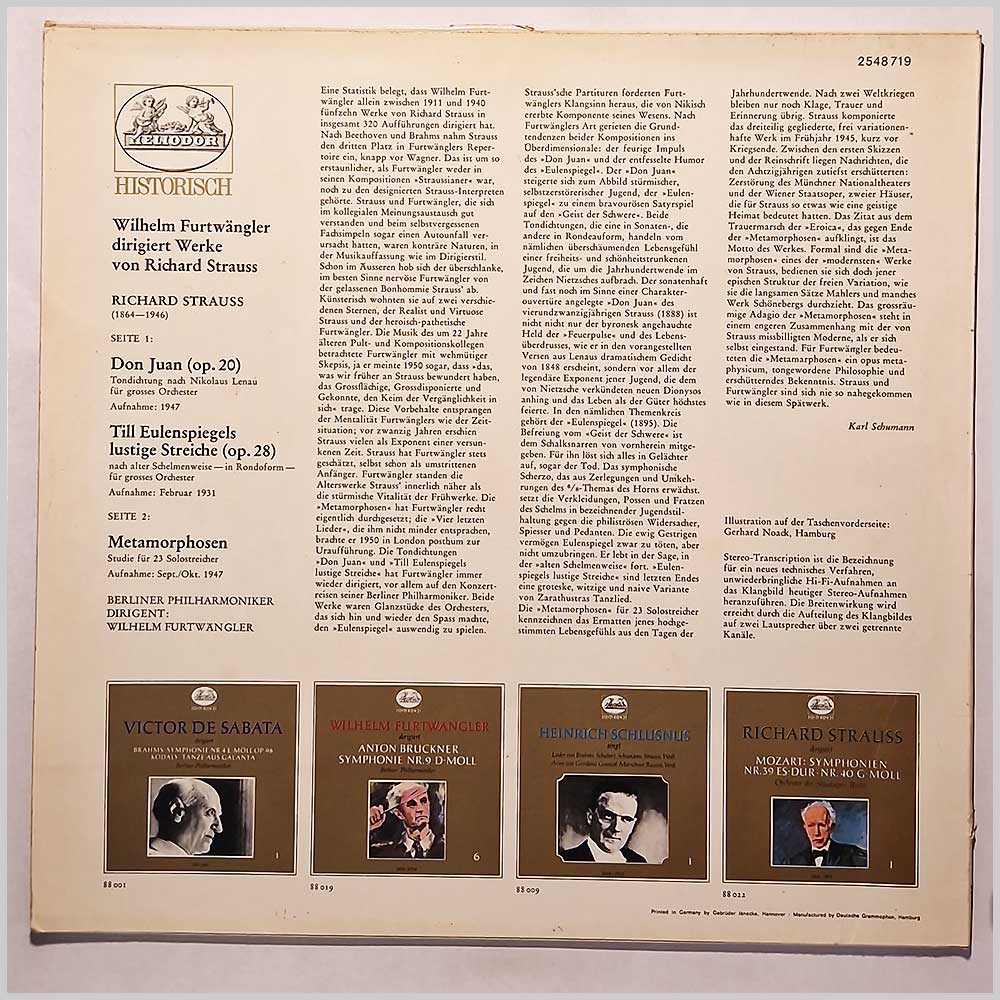 2548719
HELIODOR
HISTORISCH
Wilhelm Furtwängler
dirigiert Werke
von Richard Strauss
RICHARD STRAUSS
(1864—1946)
SEITE 1:
Don Juan (op. 20)
Tondichtung nach Nikolaus Lenau
für grosses Orchester
Aufnahme: 1947
Till Eulenspiegels
lustige Streiche (op. 28)
nach alter Schelmenweise — in Rondoform —
für grosses Orchester
Aufnahme: Februar 1931
SEITE 2:
Metamorphosen
Studie für 23 Solostreicher
Aufnahme: Sept./Okt. 1947
BERLINER PHILHARMONIKER
DIRIGENT:
WILHELM FURTWÄNGLER
Eine Statistik belegt, dass Wilhelm Furt-
wängler allein zwischen 1911 und 1940
fünfzehn Werke von Richard Strauss in
insgesamt 320 Aufführungen dirigiert hat.
Nach Beethoven und Brahms nahm Strauss
den dritten Platz in Furtwänglers Reper-
toire ein, knapp vor Wagner. Das ist um so
erstaunlicher, als Furtwängler weder in
seinen Kompositionen »Straussianer« war,
noch zu den designierten Strauss-Interpreten
gehörte. Strauss und Furtwängler, die sich
im kollegialen Meinungsaustausch gut
verstanden und beim selbstvergessenen
Fachsimpeln sogar einen Autounfall ver-
ursacht hatten, waren konträre Naturen, in
der Musikauffassung wie im Dirigierstil.
Schon im Äusseren hob sich der überschlanke,
im besten Sinne nervöse Furtwängler von
der gelassenen Bonhommie Strauss' ab.
Künsterisch wohnten sie auf zwei verschie-
denen Sternen, der Realist und Virtuose
Strauss und der heroisch-pathetische
Furtwängler. Die Musik des um 22 Jahre
älteren Pult- und Kompositionskollegen
betrachtete Furtwängler mit wehmütiger
Skepsis, ja er meinte 1950 sogar, dass »das,
was wir früher an Strauss bewundert haben,
das Grossflächige, Grossdisponierte und
Gekonnte, den Keim der Vergänglichkeit in
sich« trage. Diese Vorbehalte entsprangen
der Mentalität Furtwänglers wie der Zeit-
situation; vor zwanzig Jahren erschien
Strauss vielen als Exponent einer versun-
kenen Zeit. Strauss hat Furtwängler stets
geschätzt, selbst schon als umstrittenen
Anfänger. Furtwängler standen die
Alterswerke Strauss' innerlich näher als
die stürmische Vitalität der Frühwerke. Die
»Metamorphosen« hat Furtwängler recht
eigentlich durchgesetzt; die »Vier letzten
Lieder«, die ihm nicht minder entsprachen,
brachte er 1950 in London posthum zur
Uraufführung. Die Tondichtungen
»Don Juan« und »Till Eulenspiegels
lustige Streiche« hat Furtwängler immer
wieder dirigiert, vor allem auf den Konzert-
reisen seiner Berliner Philharmoniker. Beide
Werke waren Glanzstücke des Orchesters,
das sich hin und wieder den Spass machte,
den »Eulenspiegel« auswendig zu spielen.
Strauss'sche Partituren forderten Furt-
wänglers Klangsinn heraus, die von Nikisch
ererbte Komponente seines Wesens. Nach
Furtwänglers Art gerieten die Grund-
tendenzen beider Kompositionen ins
Überdimensionale: der feurige Impuls
des »Don Juan« und der entfesselte Humor
des »Eulenspiegel«. Der »Don Juan«
steigerte sich zum Abbild stürmischer,
selbstzerstörerischer Jugend, der »Eulen-
spiegel« zu einem bravourösen Satyrspiel
auf den »Geist der Schwere«. Beide
Tondichtungen, die eine in Sonaten-, die
andere in Rondeauform, handeln vom
nämlichen überschäumenden Lebensgefühl
einer freiheits- und schönheitstrunkenen
Jugend, die um die Jahrhundertwende im
Zeichen Nietzsches aufbrach. Der sonatenhaft
und fast noch im Sinne einer Charakter-
ouvertüre angelegte »Don Juan« des
vierundzwanzigjährigen Strauss (1888) ist
nicht nicht nur der byronesk angehauchte
Held der »Feuerpulse« und des Lebens-
überdrusses, wie er in den vorangestellten
Versen aus Lenaus dramatischem Gedicht
von 1848 erscheint, sondern vor allem der
legendäre Exponent jener Jugend, die dem
von Nietzsche verkündeten neuen Dionysos
anhing und das Leben als der Güter höchstes
feierte. In den nämlichen Themenkreis
gehört der »Eulenspiegel« (1895). Die
Befreiung vom »Geist der Schwere« ist
dem Schalksnarren von vornherein mitge-
geben. Für ihn löst sich alles in Gelächter
auf, sogar der Tod. Das symphonische
Scherzo, das aus Zerlegungen und Umkeh-
rungen des 6/8-Themas des Horns erwächst,
setzt die Verkleidungen, Possen und Fratzen
des Schelms in bezeichnender Jugendstil-
haltung gegen die philiströsen Widersacher,
Spiesser und Pedanten. Die ewig Gestrigen
vermögen Eulenspiegel zwar zu töten, aber
nicht umzubringen. Er lebt in der Sage, in
der »alten Schelmenweise« fort. »Eulen-
spiegels lustige Streiche« sind letzten Endes
eine groteske, witzige und naive Variante
von Zarathustras Tanzlied.
Die »Metamorphosen« für 23 Solostreicher
kennzeichnen das Ermatten jenes hochge-
stimmten Lebensgefühls aus den Tagen der
Jahrhundertwende. Nach zwei Weltkriegen
bleiben nur noch Klage, Trauer und
Erinnerung übrig. Strauss komponierte
das dreiteilig gegliederte, frei variationen-
hafte Werk im Frühjahr 1945, kurz vor
Kriegsende. Zwischen den ersten Skizzen
und der Reinschrift liegen Nachrichten, die
den Achtzigjährigen zutiefst erschütterten:
Zerstörung des Münchner Nationaltheaters
und der Wiener Staatsoper, zweier Häuser,
die für Strauss so etwas wie eine geistige
Heimat bedeutet hatten. Das Zitat aus dem
Trauermarsch der »Eroica«, das gegen Ende
der »Metamorphosen« aufklingt, ist das
Motto des Werkes. Formal sind die »Meta-
morphosen« eines der »modernsten« Werke
von Strauss, bedienen sie sich doch jener
epischen Struktur der freien Variation, wie
sie die langsamen Sätze Mahlers und manches
Werk Schönbergs durchzieht. Das grossräu-
mige Adagio der »Metamorphosen« steht in
einem engeren Zusammenhang mit der von
Strauss missbilligten Moderne, als er sich
selbst eingestand. Für Furtwängler bedeu-
teten die »Metamarphosen« ein opus meta-
physicum, tongewordene Philosophie und
erschütterndes Bekenntnis. Strauss und
Furtwängler sind sich nie so nahegekommen
wie in diesem Spätwerk.
Karl Schumann
Illustration auf der Taschenvorderseite:
Gerhard Noack, Hamburg
Stereo-Transcription ist die Bezeichnung
für ein neues technisches Verfahren,
unwiederbringliche Hi-Fi-Aufnahmen an
das Klangbild heutiger Stereo-Aufnahmen
heranzuführen. Die Breitenwirkung wird
erreicht durch die Aufteilung des Klangbildes
auf zwei Lautsprecher über zwei getrennte
Kanäle.
VICTOR DE SABATA
dirigiert
BRAHMS: SYMPHONIE NR. 4 E-MOLL OP. 98
KODALY: TANZE AUS GALANTA
Berliner Philharmoniker
1
88 001
WILHELM FURTWÄNGLER
dirigiert
ANTON BRUCKNER
SYMPHONIE NR. 9 D-MOLL
Berliner Philharmoniker
6
88 019
HEINRICH SCHLUSNUS
singt
Lieder von Brahms, Schubert, Schumann, Strauss, Wolf
1
88 009
RICHARD STRAUSS
dirigiert
MOZART: SYMPHONIEN
NR. 39 ES-DUR · NR. 40 G MOLL
Orchester der Staatsoper Berlin
1
88 022
Printed in Germany by Gebrüder Jänecke, Hannover · Manufactured by Deutsche Grammophon, Hamburg